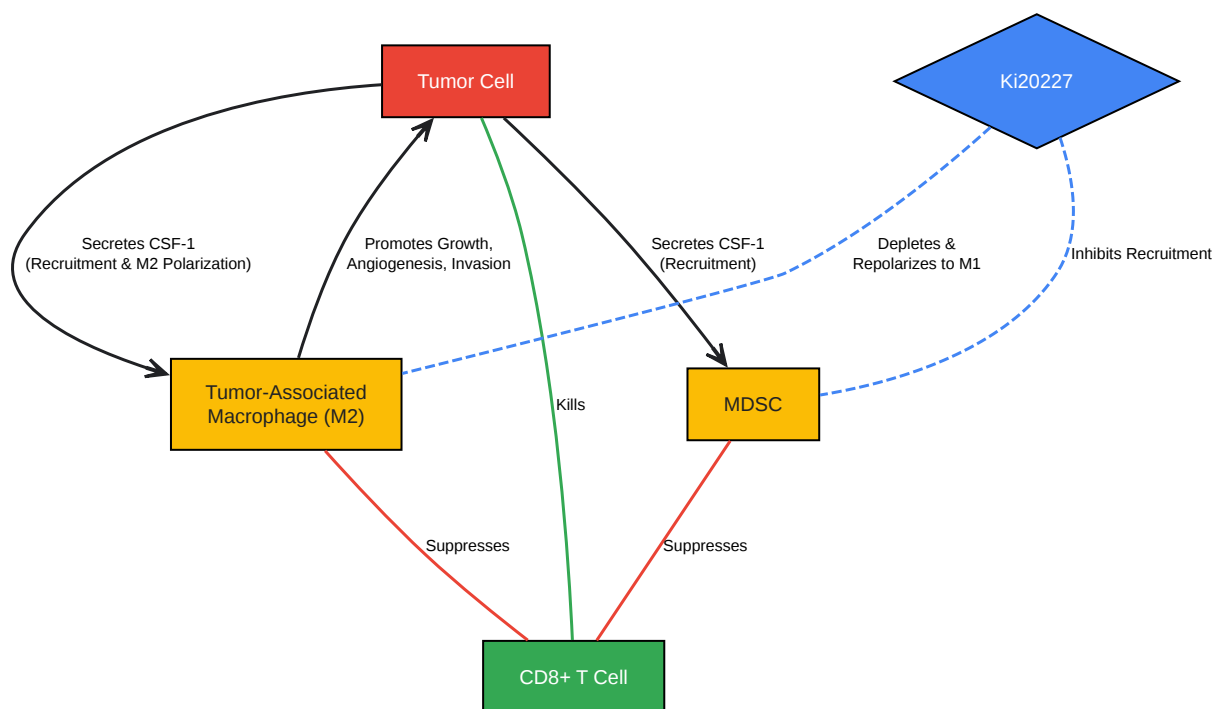 Tumor Cell
Ki20227
Secretes CSF-1
(Recruitment & M2 Polarization)
Promotes Growth,
Angiogenesis, Invasion
Secretes CSF-1
(Recruitment)
Depletes &
Repolarizes to M1
Inhibits Recruitment
Tumor-Associated
Macrophage (M2)
Kills
MDSC
Suppresses
Suppresses
CD8+ T Cell